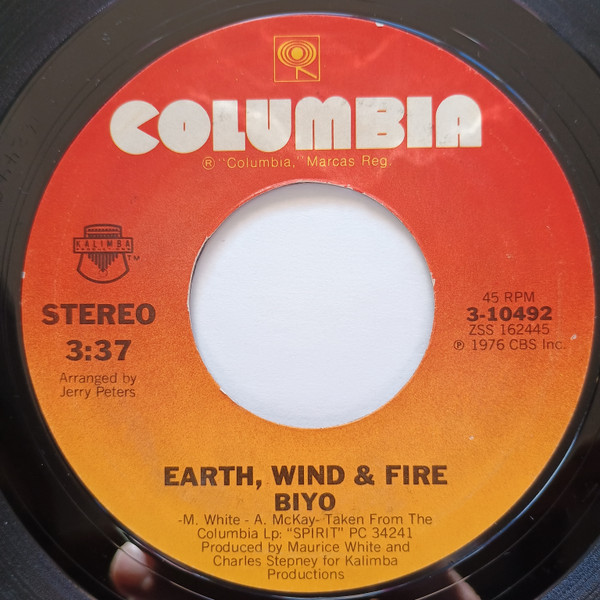 COLUMBIA
® "Columbia," Marcas Reg.
KALIMBA
PRODUCTIONS
TM
STEREO
3:37
Arranged by
Jerry Peters
45 RPM
3-10492
ZSS 162445
℗ 1976 CBS Inc.
EARTH, WIND & FIRE
BIYO
-M. White - A. McKay- Taken From The
Columbia Lp: "SPIRIT" PC 34241
Produced by Maurice White and
Charles Stepney for Kalimba
Productions